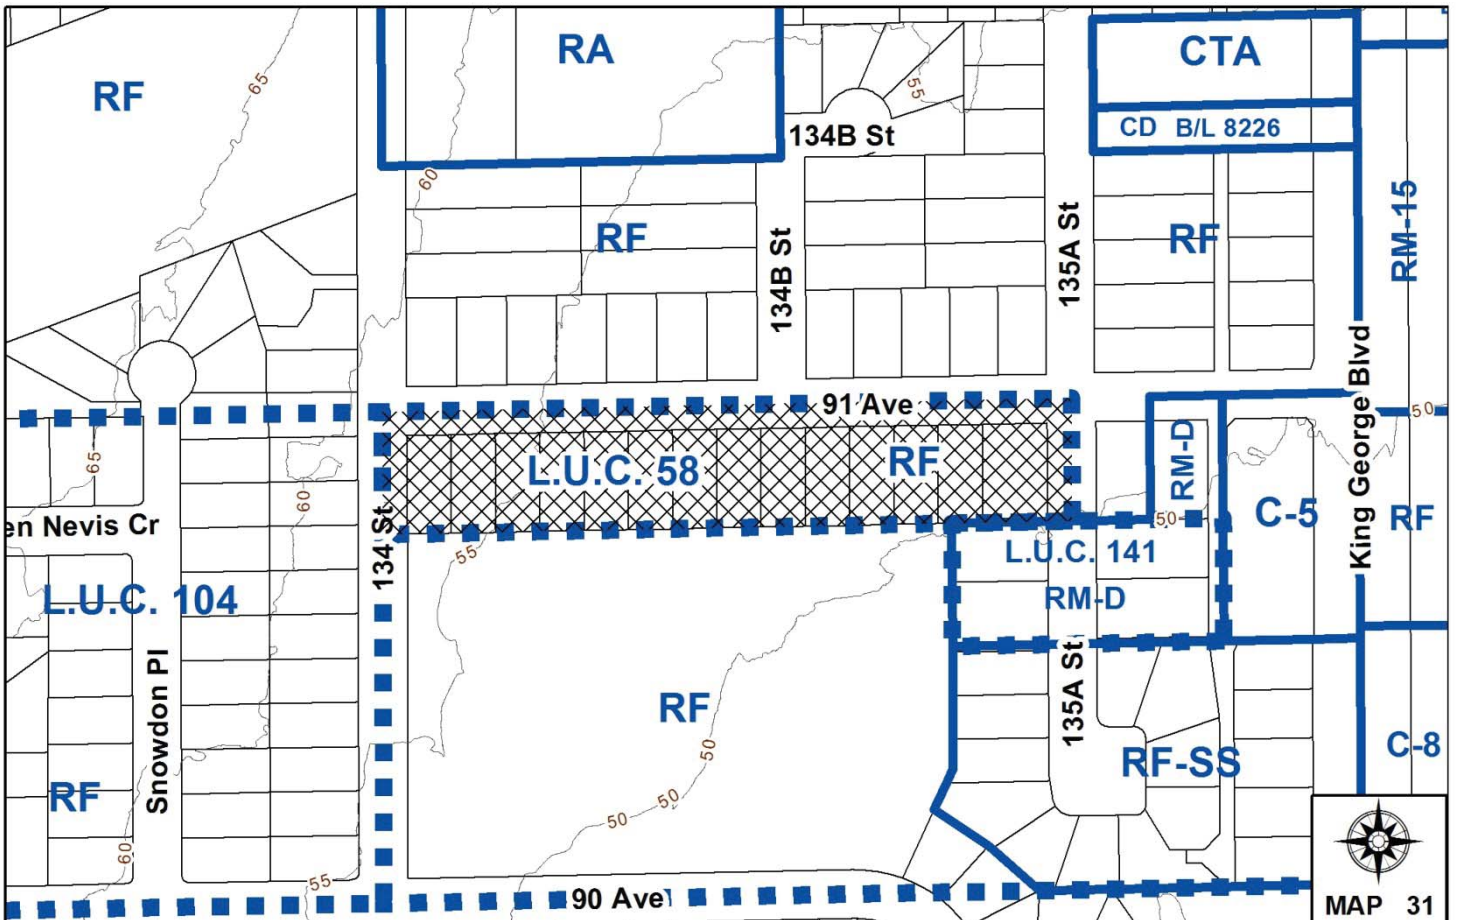 RA
CTA
65
RF
55
CD B/L 8226
134B St
60
RM-15
RF
134B St
135A St
RF
King George Blvd
91 Ave
50
65
L.U.C. 58
RF
RM-D
C-5
RF
60
en Nevis Cr
134 St
55
50
L.U.C. 141
L.U.C. 104
RM-D
Snowdon Pl
RF
135A St
50
C-8
RF-SS
RF
50
50
60
55
90 Ave
MAP 31